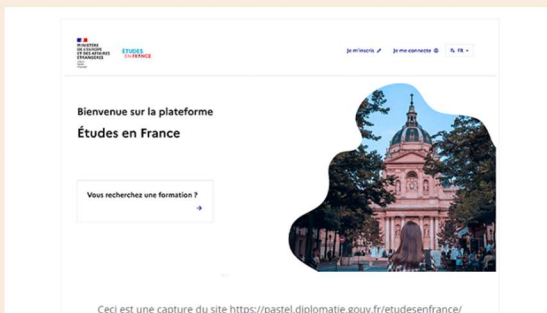 MINISTÈRE
DE L'EUROPE
ET DES AFFAIRES
ÉTRANGÈRES
ÉTUDES
EN FRANCE
Je m'inscris
Je me connecte
FR
Bienvenue sur la plateforme
Études en France
Vous recherchez une formation ?
Ceci est une capture du site https://pastel.diplomatie.gouv.fr/etudesenfrance/